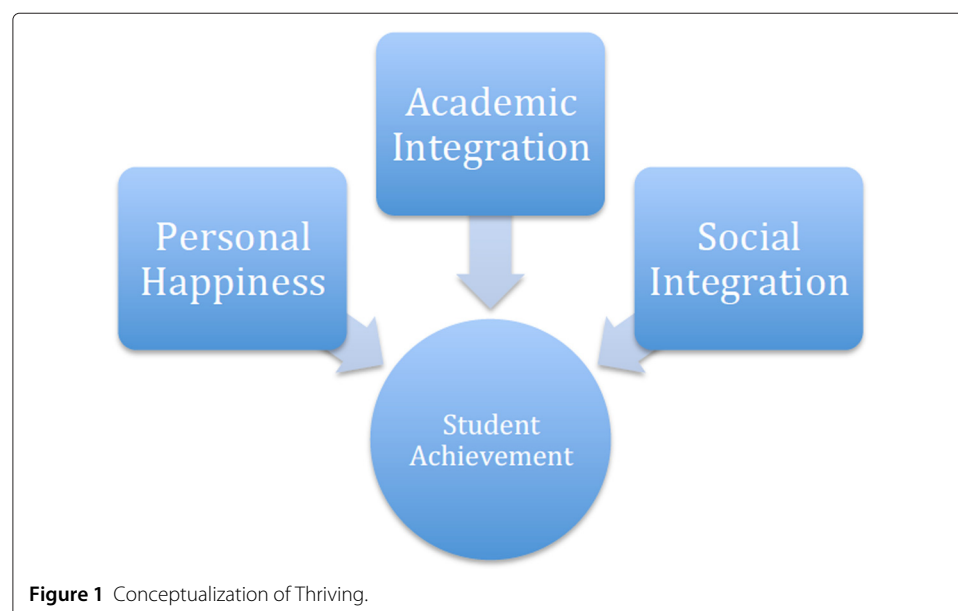 Academic
Integration
Personal
Happiness
Social
Integration
Student
Achievement
Figure 1 Conceptualization of Thriving.